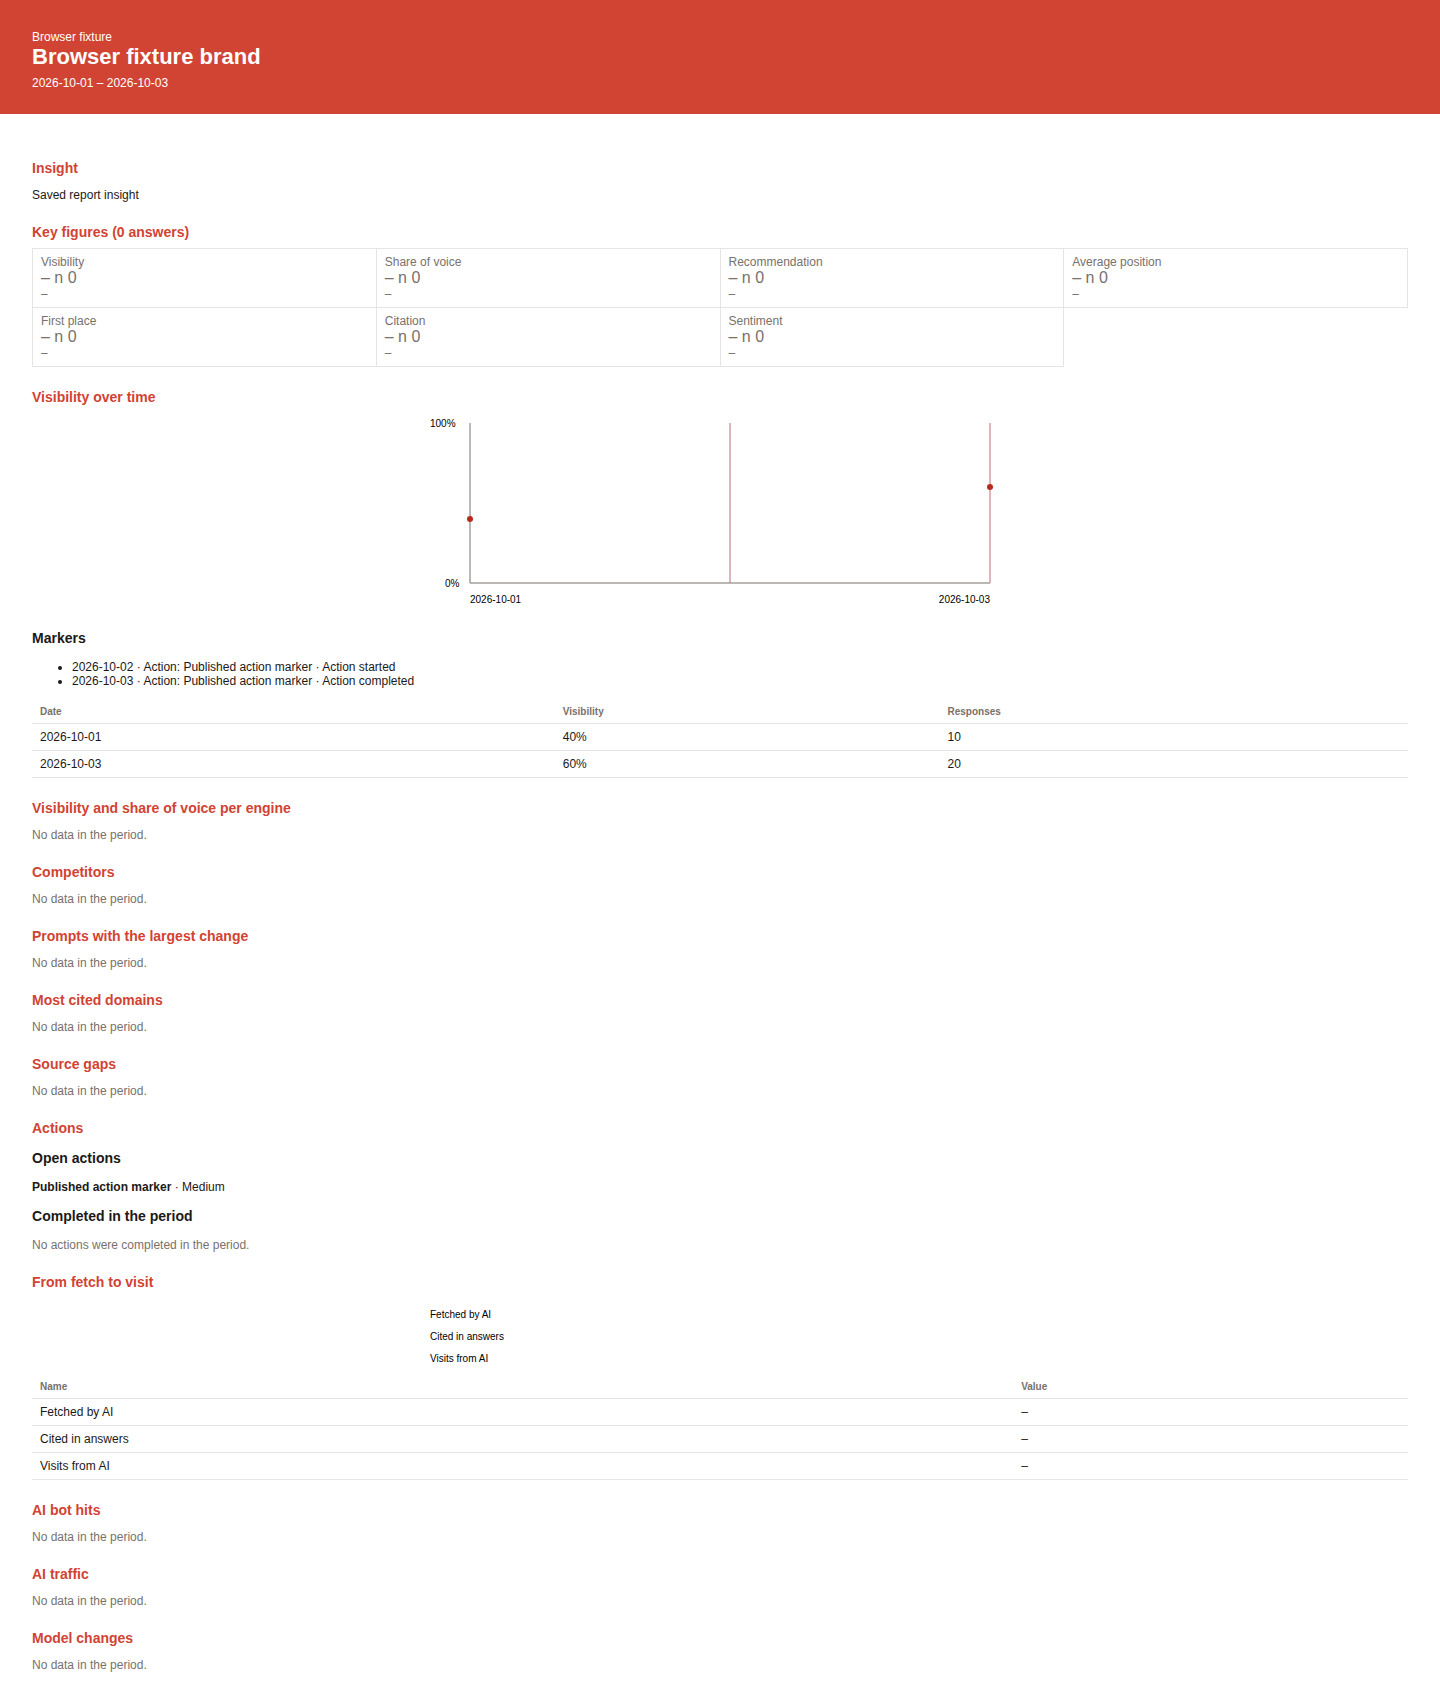 Browser fixture
Browser fixture brand
2026-10-01 – 2026-10-03
Insight
Saved report insight
Key figures (0 answers)
Visibility
– n 0
–
Share of voice
– n 0
–
Recommendation
– n 0
–
Average position
– n 0
–
First place
– n 0
–
Citation
– n 0
–
Sentiment
– n 0
–
Visibility over time
100%
0%
2026-10-01 2026-10-03
Markers
• 2026-10-02 · Action: Published action marker · Action started
• 2026-10-03 · Action: Published action marker · Action completed
Date Visibility Responses
2026-10-01 40% 10
2026-10-03 60% 20
Visibility and share of voice per engine
No data in the period.
Competitors
No data in the period.
Prompts with the largest change
No data in the period.
Most cited domains
No data in the period.
Source gaps
No data in the period.
Actions
Open actions
Published action marker · Medium
Completed in the period
No actions were completed in the period.
From fetch to visit
Fetched by AI
Cited in answers
Visits from AI
Name Value
Fetched by AI –
Cited in answers –
Visits from AI –
AI bot hits
No data in the period.
AI traffic
No data in the period.
Model changes
No data in the period.